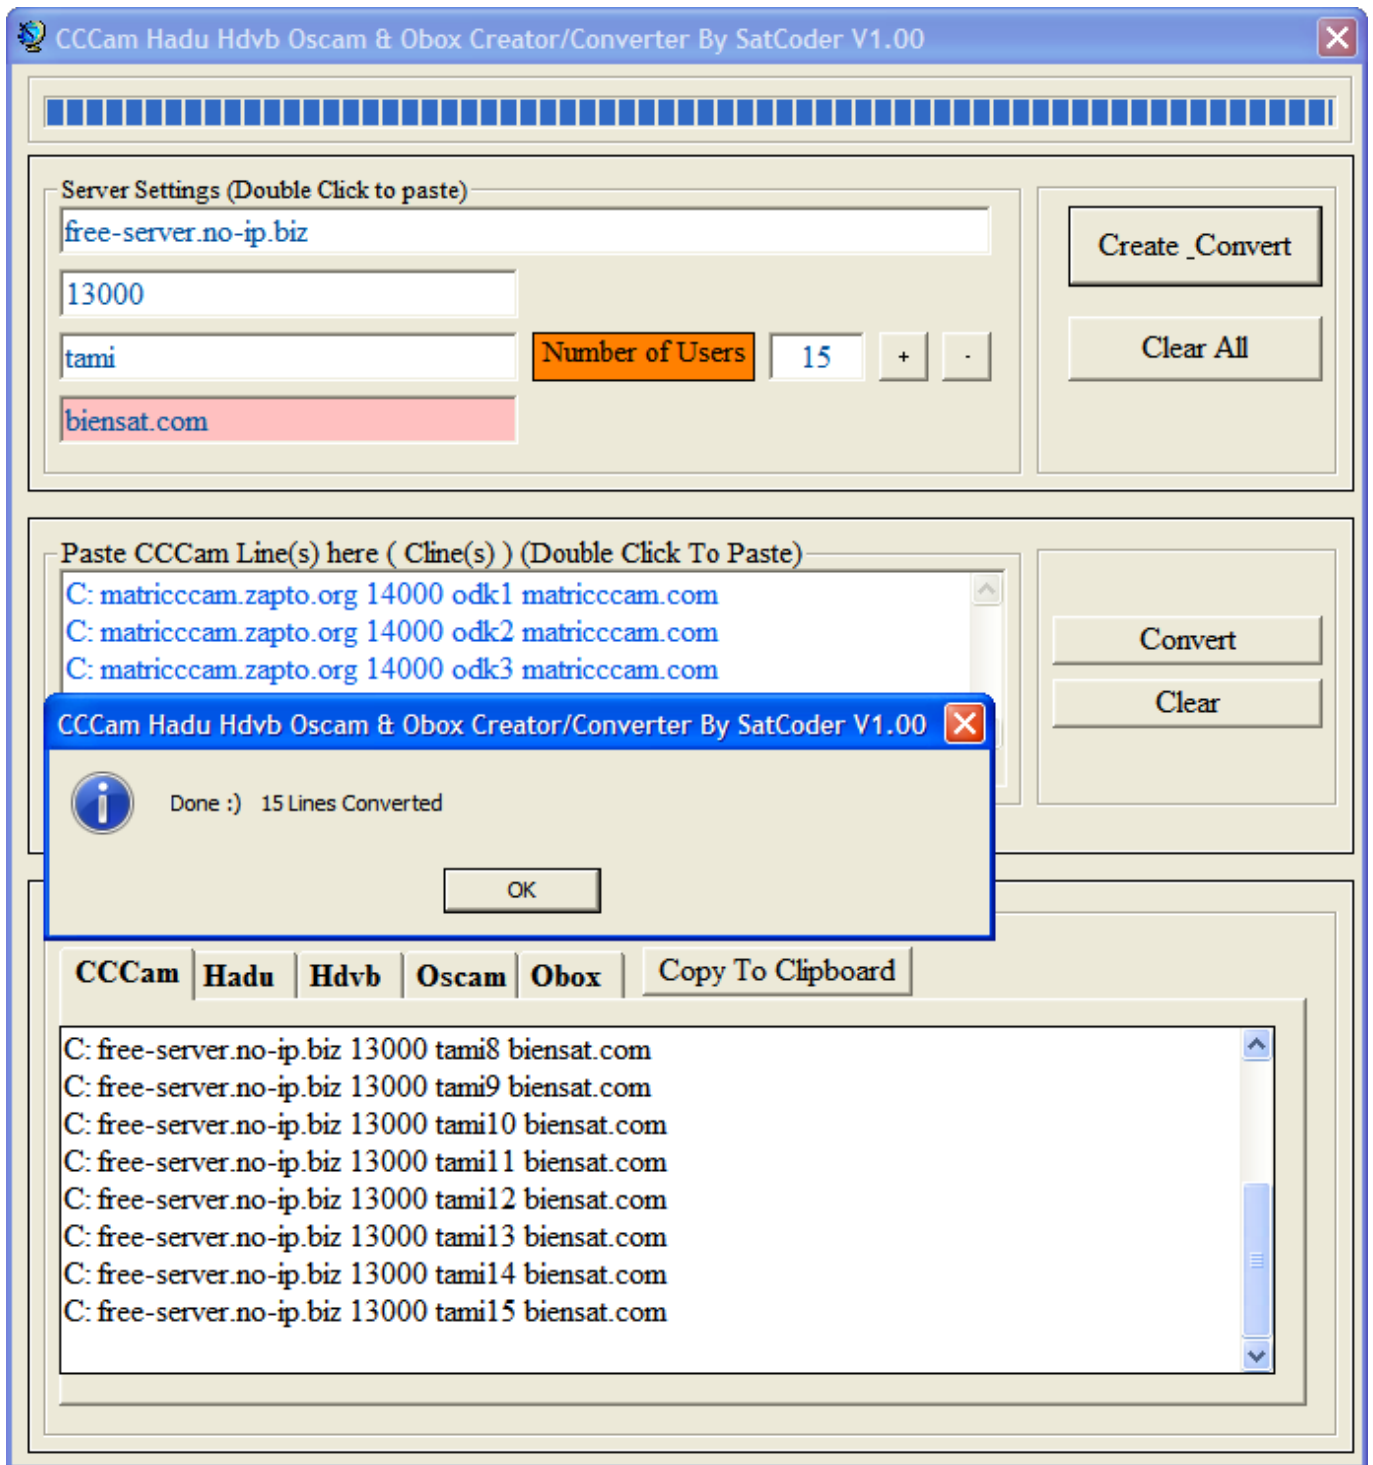 CCCam Hadu Hdvb Oscam & Obox Creator/Converter By SatCoder V1.00
Server Settings (Double Click to paste)
free-server.no-ip.biz
Create _Convert
13000
tami
Number of Users
15
+
-
Clear All
biensat.com
Paste CCCam Line(s) here ( Cline(s) ) (Double Click To Paste)
C: matricccam.zapto.org 14000 odk1 matricccam.com
C: matricccam.zapto.org 14000 odk2 matricccam.com
C: matricccam.zapto.org 14000 odk3 matricccam.com
Convert
Clear
CCCam Hadu Hdvb Oscam & Obox Creator/Converter By SatCoder V1.00
Done :) 15 Lines Converted
OK
CCCam
Hadu
Hdvb
Oscam
Obox
Copy To Clipboard
C: free-server.no-ip.biz 13000 tami8 biensat.com
C: free-server.no-ip.biz 13000 tami9 biensat.com
C: free-server.no-ip.biz 13000 tami10 biensat.com
C: free-server.no-ip.biz 13000 tami11 biensat.com
C: free-server.no-ip.biz 13000 tami12 biensat.com
C: free-server.no-ip.biz 13000 tami13 biensat.com
C: free-server.no-ip.biz 13000 tami14 biensat.com
C: free-server.no-ip.biz 13000 tami15 biensat.com